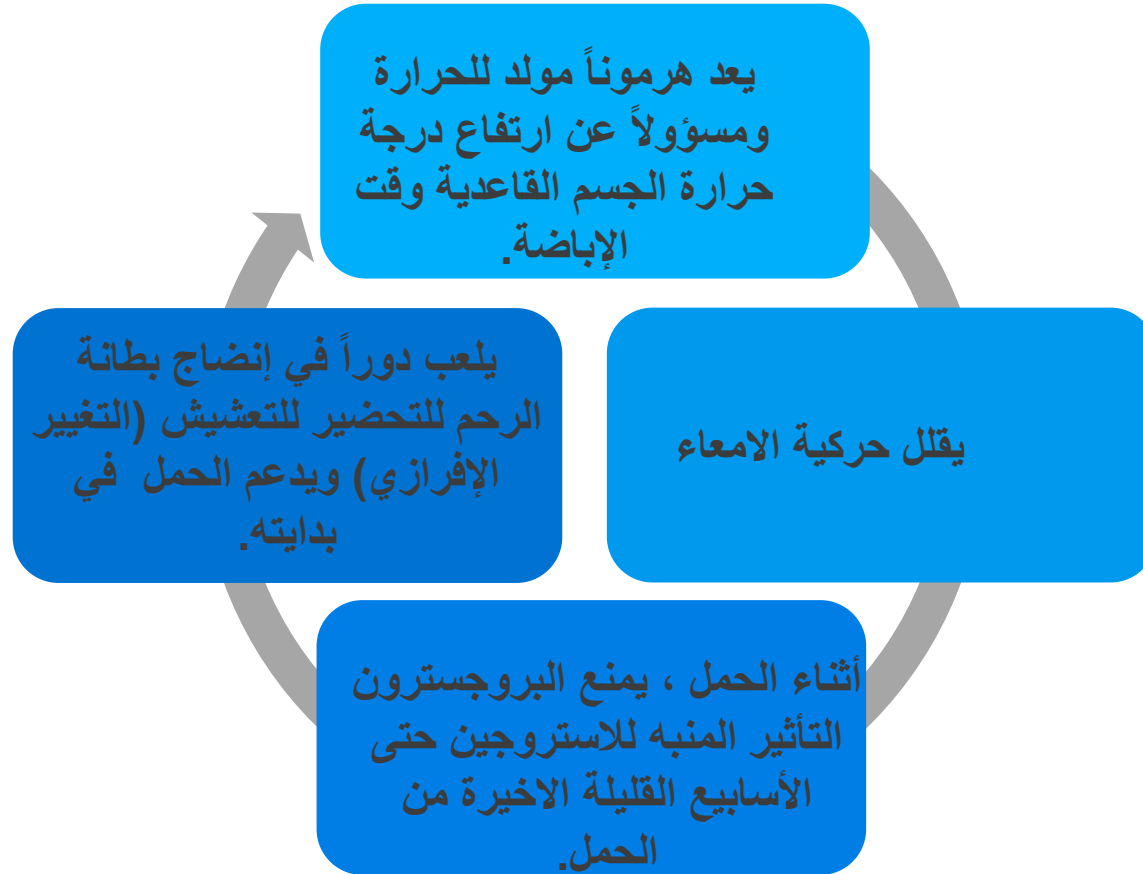 يعد هرموناً مولد للحرارة
ومسؤولاً عن ارتفاع درجة
حرارة الجسم القاعدية وقت
الإباضة.
يقلل حركية الامعاء
أثناء الحمل ، يمنع البروجسترون
التأثير المنبه للاستروجين حتى
الأسابيع القليلة الاخيرة من
الحمل.
يلعب دوراً في إنضاج بطانة
الرحم للتحضير للتعشيش (التغيير
الإفرازي) ويدعم الحمل في
بدايته.